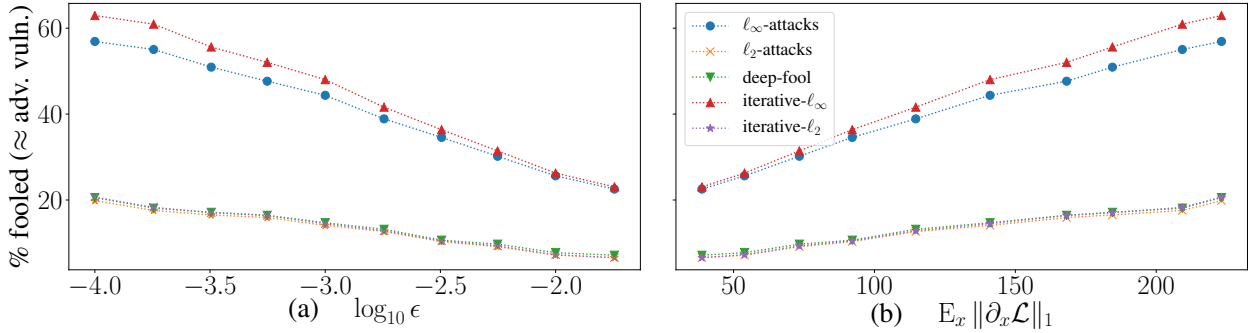 % fooled (≈ adv. vuln.)
60
40
20
−4.0 −3.5 −3.0 −2.5 −2.0
(a) log₁₀ ϵ
ℓ∞-attacks
ℓ₂-attacks
deep-fool
iterative-ℓ∞
iterative-ℓ₂
50 100 150 200
(b) Eₓ ‖∂ₓℒ‖₁